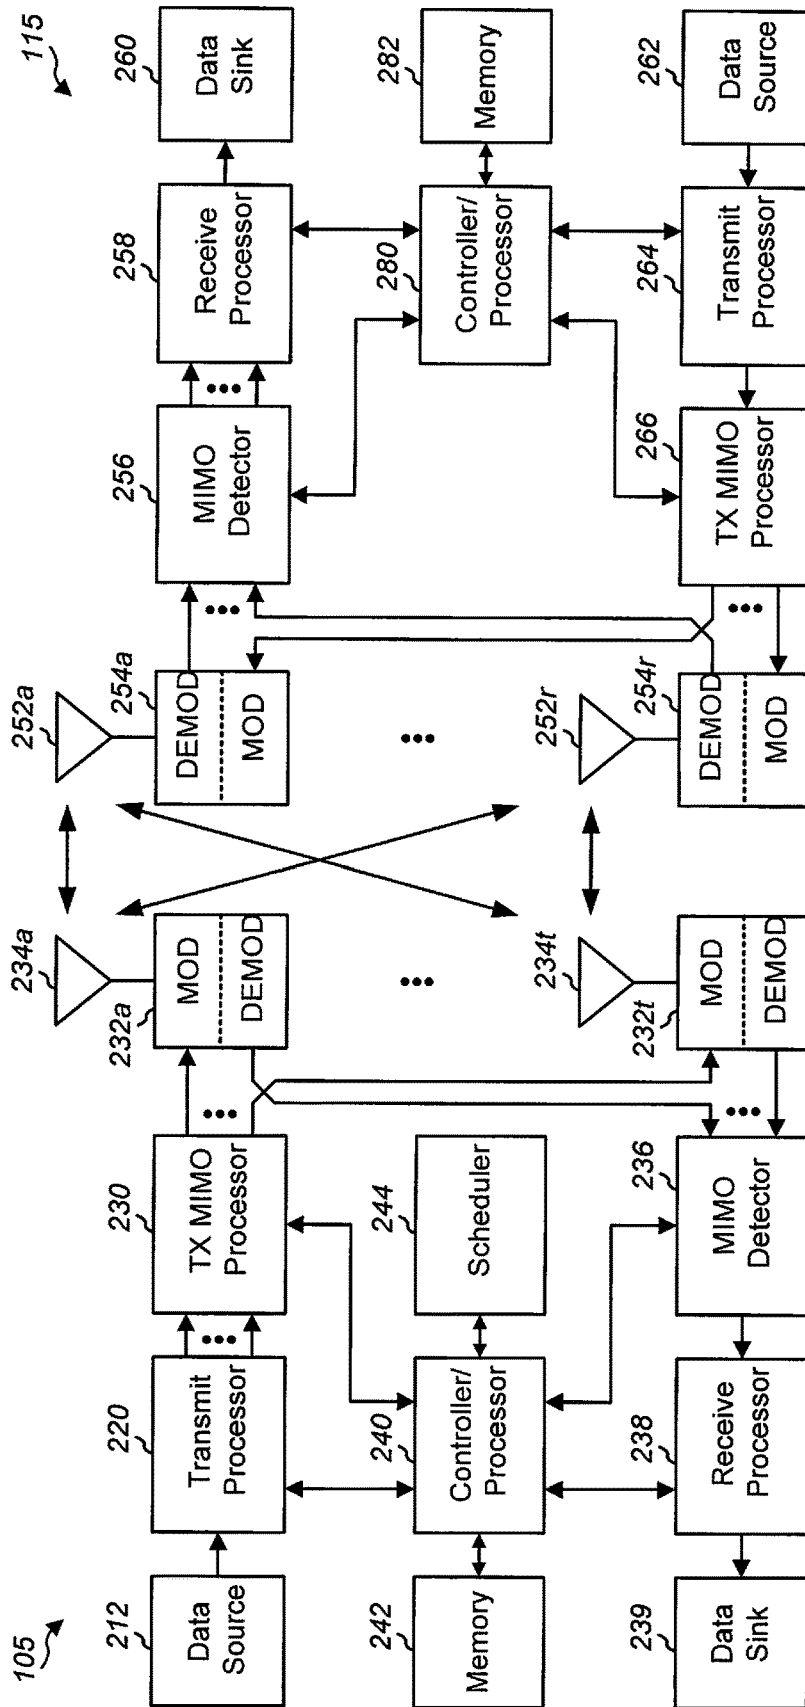 105
212
Data
Source
220
Transmit
Processor
230
TX MIMO
Processor
•••
•••
232a
MOD
DEMOD
234a
252a
254a
DEMOD
MOD
•••
256
MIMO
Detector
•••
258
Receive
Processor
260
Data
Sink
115
242
Memory
240
Controller/
Processor
244
Scheduler
•••
•••
280
Controller/
Processor
282
Memory
239
Data
Sink
238
Receive
Processor
236
MIMO
Detector
•••
232t
MOD
DEMOD
234t
252r
254r
DEMOD
MOD
•••
266
TX MIMO
Processor
264
Transmit
Processor
262
Data
Source